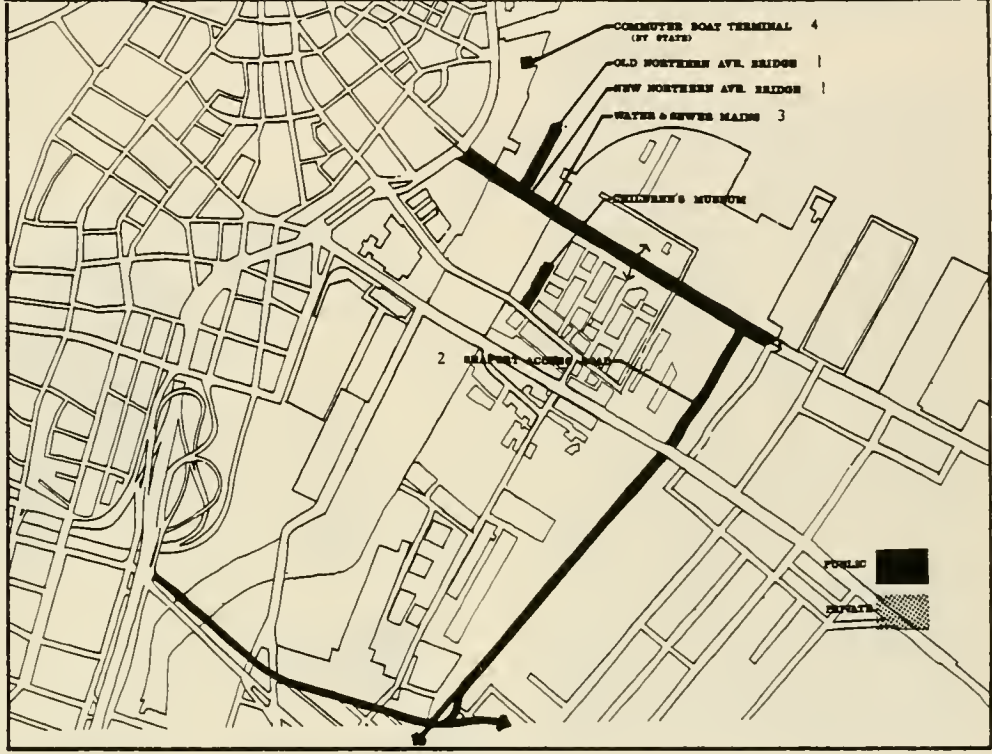 COMMUTER BOAT TERMINAL 4
(BY STATE)
OLD NORTHERN AVE. BRIDGE 1
NEW NORTHERN AVE. BRIDGE 1
WATER & SEWER MAINS 3
CHILDREN'S MUSEUM
2 SEAPORT ACCESS ROAD
PUBLIC
PRIVATE